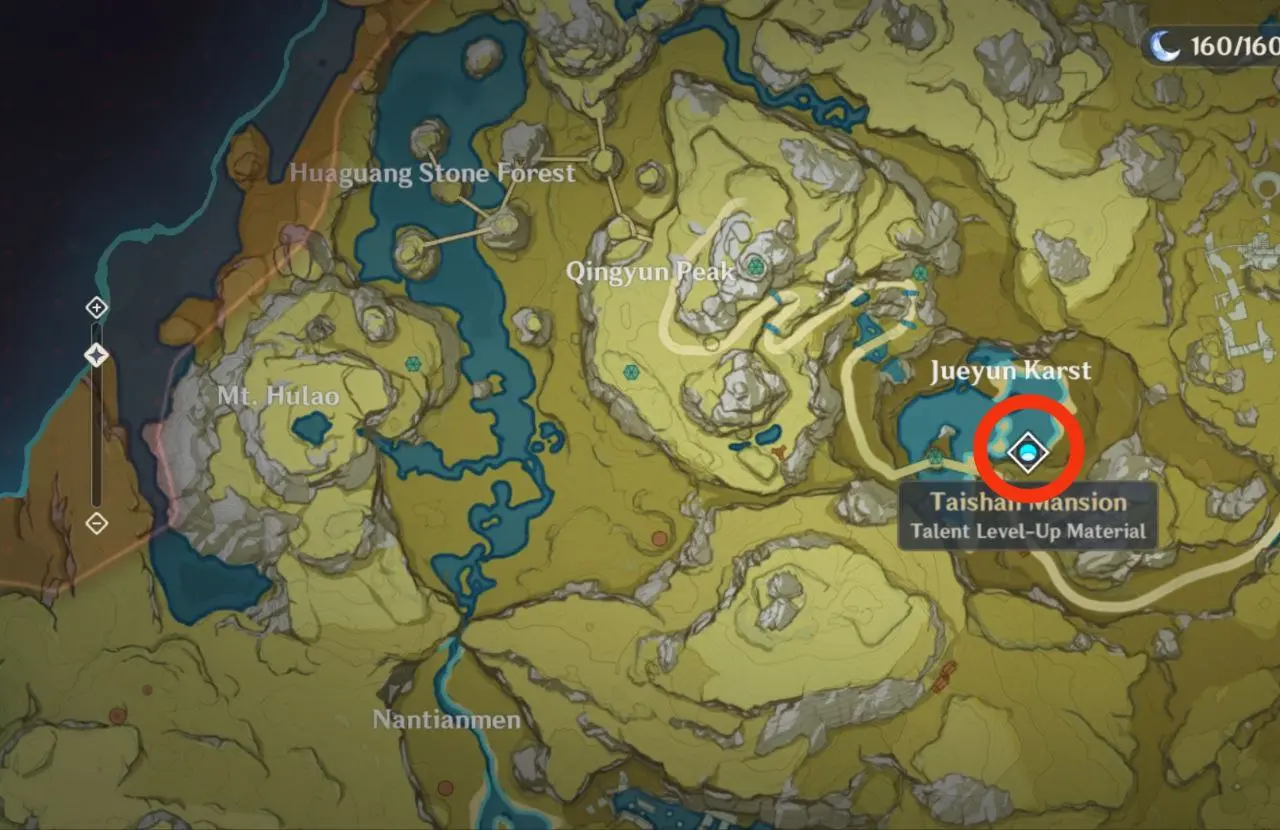 160/160
Huaguang Stone Forest
Qingyun Peak
Jueyun Karst
Mt. Hulao
Taishan Mansion
Talent Level-Up Material
Nantianmen